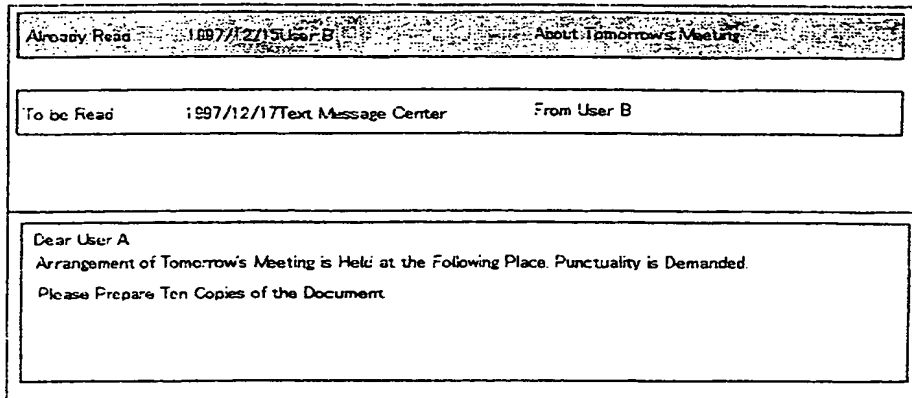 Already Read 1997/12/15User B About Tomorrow's Meeting
To be Read 1997/12/17Text Message Center From User B
Dear User A
Arrangement of Tomorrow's Meeting is Held at the Following Place. Punctuality is Demanded.
Please Prepare Ten Copies of the Document